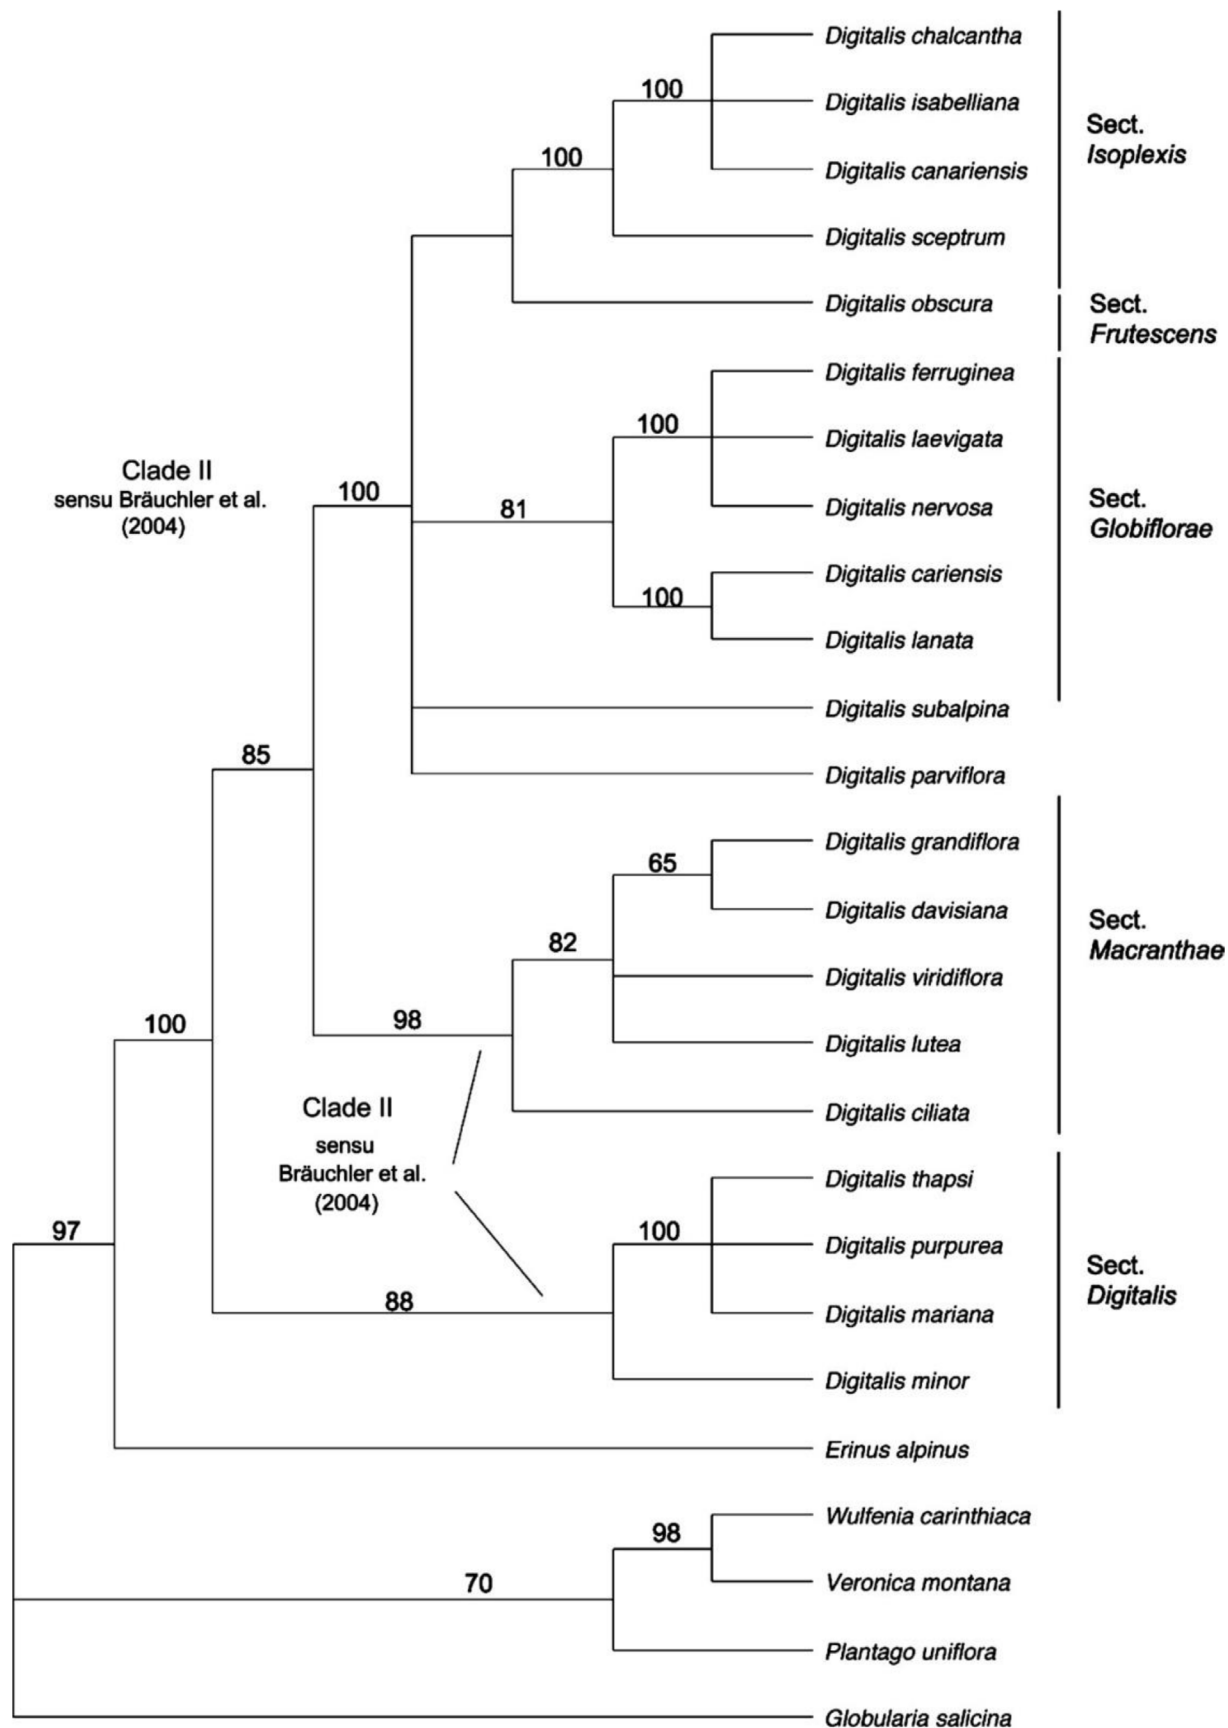 Digitalis chalcantha
100
Digitalis isabelliana
Sect.
Isoplexis
100
Digitalis canariensis
Digitalis sceptrum
Digitalis obscura
Sect.
Frutescens
Digitalis ferruginea
100
Digitalis laevigata
Clade II
sensu Bräuchler et al.
(2004)
100
81
Digitalis nervosa
Sect.
Globiflorae
Digitalis cariensis
100
Digitalis lanata
Digitalis subalpina
85
Digitalis parviflora
Digitalis grandiflora
65
Digitalis davisiana
Sect.
Macranthae
82
Digitalis viridiflora
100
98
Digitalis lutea
Clade II
sensu
Bräuchler et al.
(2004)
Digitalis ciliata
Digitalis thapsi
97
100
Digitalis purpurea
Sect.
Digitalis
88
Digitalis mariana
Digitalis minor
Erinus alpinus
Wulfenia carinthiaca
98
70
Veronica montana
Plantago uniflora
Globularia salicina